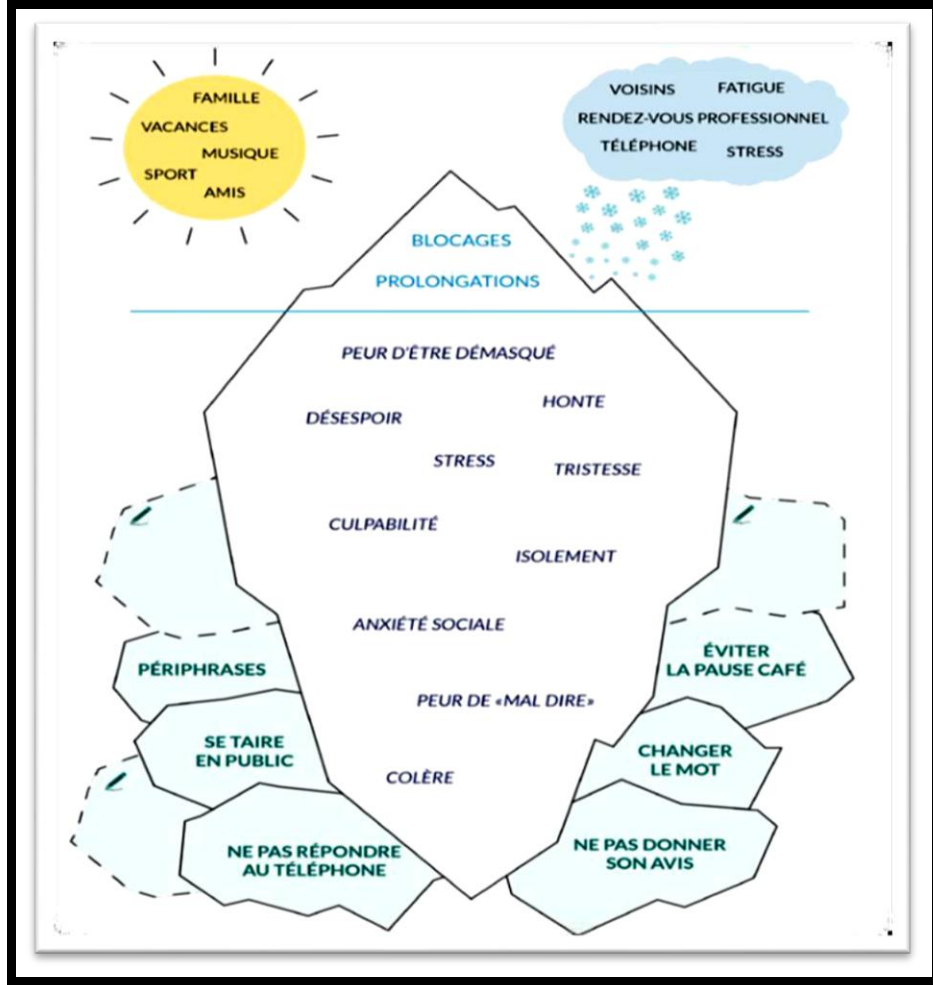 FAMILLE
VACANCES
MUSIQUE
SPORT
AMIS
VOISINS FATIGUE
RENDEZ-VOUS PROFESSIONNEL
TÉLÉPHONE STRESS
BLOCAGES
PROLONGATIONS
PEUR D'ÊTRE DÉMASQUÉ
HONTE
DÉSESPOIR
STRESS
TRISTESSE
CULPABILITÉ
ISOLEMENT
ANXIÉTÉ SOCIALE
PEUR DE «MAL DIRE»
COLÈRE
PÉRIPHRASES
SE TAIRE
EN PUBLIC
NE PAS RÉPONDRE
AU TÉLÉPHONE
ÉVITER
LA PAUSE CAFÉ
CHANGER
LE MOT
NE PAS DONNER
SON AVIS